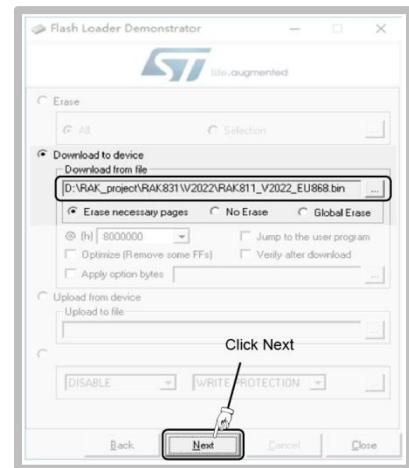 Flash Loader Demonstrator
ST life.augmented
Erase
All Selection ...
Download to device
Download from file
D:\RAK_project\RAK831\V2022\RAK811_V2022_EU868.bin ...
Erase necessary pages No Erase Global Erase
@ (h) 8000000 Jump to the user program
Optimize (Remove some FFs) Verify after download
Apply option bytes ...
Upload from device
Upload to file
...
Click Next
DISABLE WRITE PROTECTION
Back Next Cancel Close